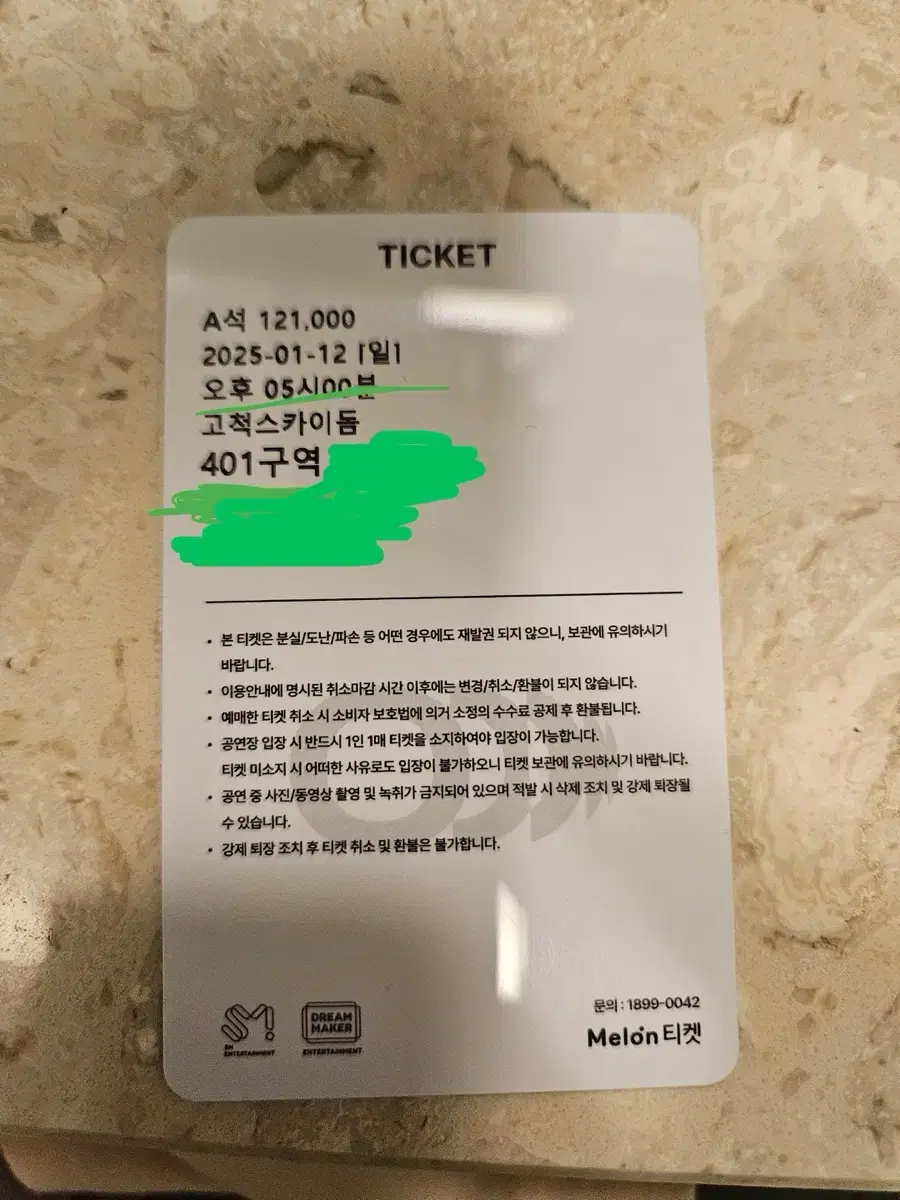 TICKET
A석 121,000
2025-01-12 [일]
오후 05시00분
고척스카이돔
401구역
• 본 티켓은 분실/도난/파손 등 어떤 경우에도 재발권 되지 않으니, 보관에 유의하시기
바랍니다.
• 이용안내에 명시된 취소마감 시간 이후에는 변경/취소/환불이 되지 않습니다.
• 예매한 티켓 취소 시 소비자 보호법에 의거 소정의 수수료 공제 후 환불됩니다.
• 공연장 입장 시 반드시 1인 1매 티켓을 소지하여야 입장이 가능합니다.
티켓 미소지 시 어떠한 사유로도 입장이 불가하오니 티켓 보관에 유의하시기 바랍니다.
• 공연 중 사진/동영상 촬영 및 녹취가 금지되어 있으며 적발 시 삭제 조치 및 강제 퇴장될
수 있습니다.
• 강제 퇴장 조치 후 티켓 취소 및 환불은 불가합니다.
SM
ENTERTAINMENT
DREAM
MAKER
ENTERTAINMENT
문의 : 1899-0042
Melon 티켓